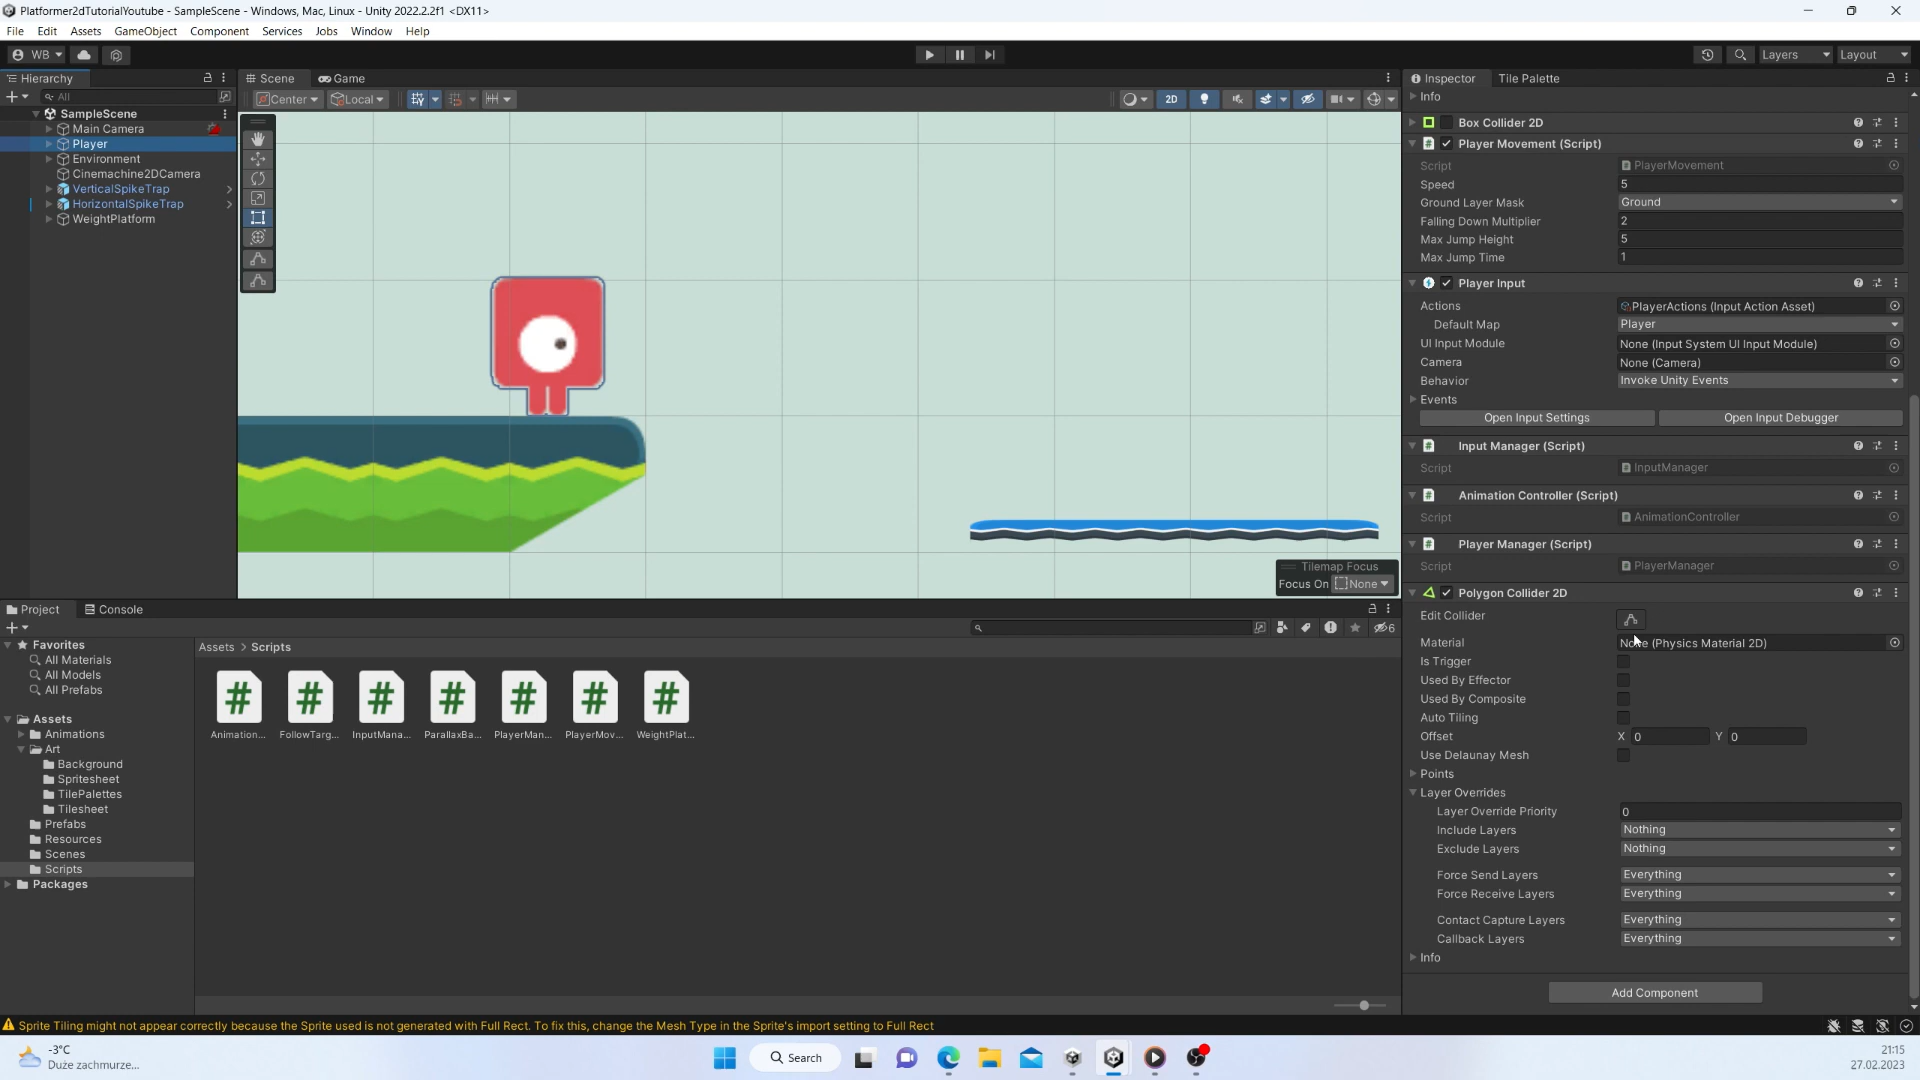 Platformer2dTutorialYoutube - SampleScene - Windows, Mac, Linux - Unity 2022.2.2f1 <DX11>
File Edit Assets GameObject Component Services Jobs Window Help
WB Layers Layout
Hierarchy
All
SampleScene
Main Camera
Player
Environment
Cinemachine2DCamera
VerticalSpikeTrap
HorizontalSpikeTrap
WeightPlatform
Scene Game
Center Local 2D
Tilemap Focus
Focus On None
Inspector Tile Palette
Info
Box Collider 2D
Player Movement (Script)
Script PlayerMovement
Speed 5
Ground Layer Mask Ground
Falling Down Multiplier 2
Max Jump Height 5
Max Jump Time 1
Player Input
Actions PlayerActions (Input Action Asset)
Default Map Player
UI Input Module None (Input System UI Input Module)
Camera None (Camera)
Behavior Invoke Unity Events
Events
Open Input Settings Open Input Debugger
Input Manager (Script)
Script InputManager
Animation Controller (Script)
Script AnimationController
Player Manager (Script)
Script PlayerManager
Polygon Collider 2D
Edit Collider
Material None (Physics Material 2D)
Is Trigger
Used By Effector
Used By Composite
Auto Tiling
Offset X 0 Y 0
Use Delaunay Mesh
Points
Layer Overrides
Layer Override Priority 0
Include Layers Nothing
Exclude Layers Nothing
Force Send Layers Everything
Force Receive Layers Everything
Contact Capture Layers Everything
Callback Layers Everything
Info
Add Component
Project Console
6
Favorites
All Materials
All Models
All Prefabs
Assets
Animations
Art
Background
Spritesheet
TilePalettes
Tilesheet
Prefabs
Resources
Scenes
Scripts
Packages
Assets > Scripts
Animation... FollowTarg... InputMana... ParallaxBa... PlayerMan... PlayerMov... WeightPlat...
Sprite Tiling might not appear correctly because the Sprite used is not generated with Full Rect. To fix this, change the Mesh Type in the Sprite's import setting to Full Rect
-3°C
Duże zachmurze...
Search
21:15
27.02.2023